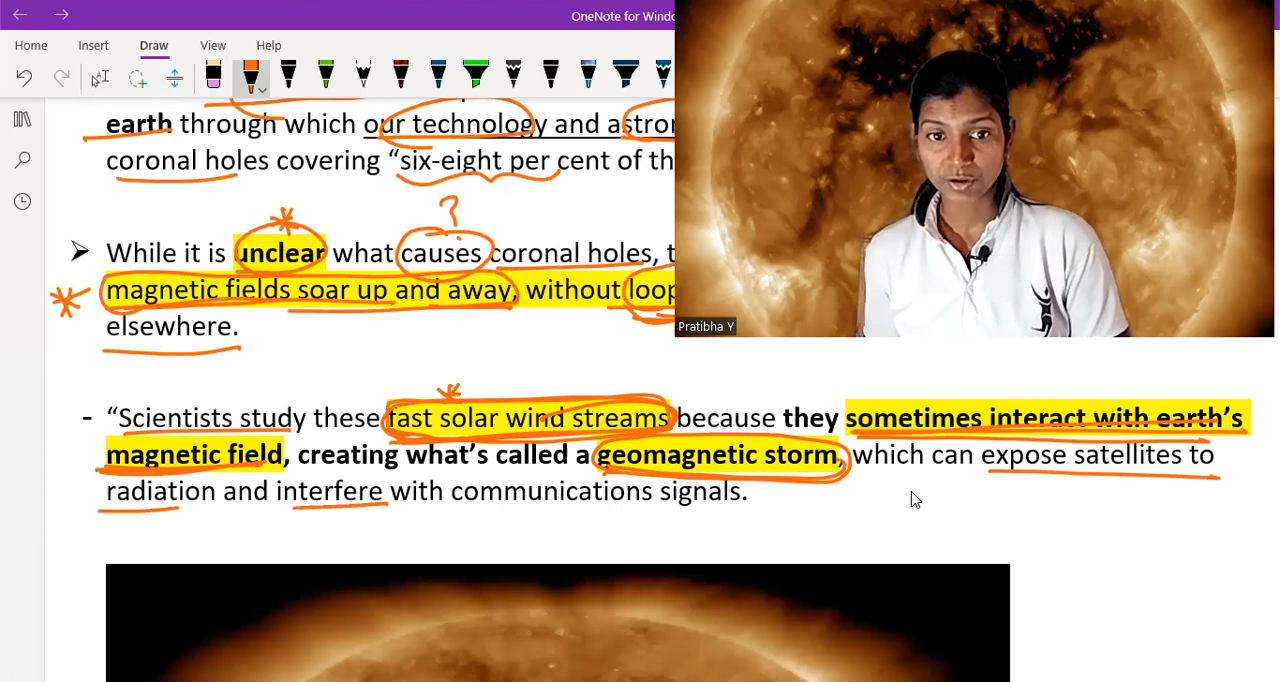 OneNote for Windo
Home Insert Draw View Help
earth through which our technology and astron
coronal holes covering “six-eight per cent of th
?
➤ While it is unclear what causes coronal holes, t
magnetic fields soar up and away, without loop
elsewhere.
Pratibha Y
- “Scientists study these fast solar wind streams because they sometimes interact with earth’s
magnetic field, creating what’s called a geomagnetic storm, which can expose satellites to
radiation and interfere with communications signals.